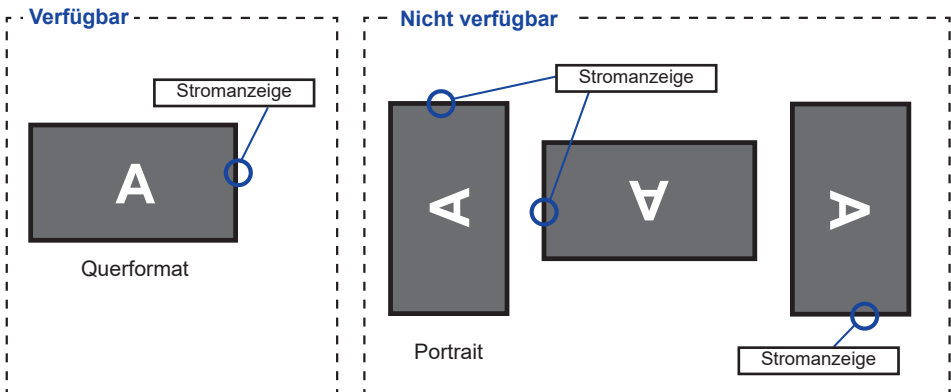 Verfügbar
Stromanzeige
A
Querformat
Nicht verfügbar
Stromanzeige
A
A
A
Portrait
Stromanzeige